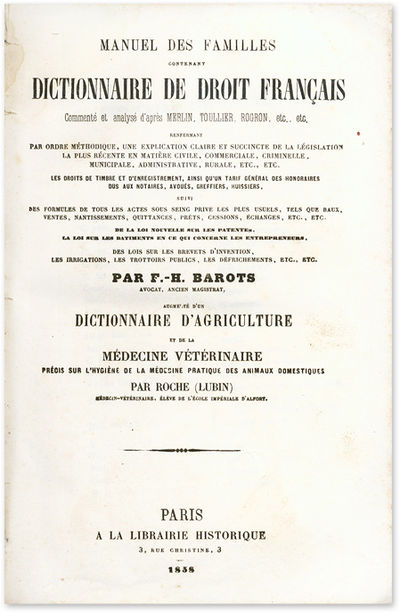 MANUEL DES FAMILLES
CONTENANT
DICTIONNAIRE DE DROIT FRANÇAIS
Commenté et analysé d'après MERLIN, TOULLIER, ROGRON, etc., etc.
RENFERMANT
PAR ORDRE MÉTHODIQUE, UNE EXPLICATION CLAIRE ET SUCCINCTE DE LA LÉGISLATION
LA PLUS RÉCENTE EN MATIÈRE CIVILE, COMMERCIALE, CRIMINELLE,
MUNICIPALE, ADMINISTRATIVE, RURALE, ETC., ETC.
LES DROITS DE TIMBRE ET D'ENREGISTREMENT, AINSI QU'UN TARIF GÉNÉRAL DES HONORAIRES
DUS AUX NOTAIRES, AVOUÉS, GREFFIERS, HUISSIERS,
SUIVI
DES FORMULES DE TOUS LES ACTES SOUS SEING PRIVÉ LES PLUS USUELS, TELS QUE BAUX,
VENTES, NANTISSEMENTS, QUITTANCES, PRÊTS, CESSIONS, ÉCHANGES, ETC., ETC.
DE LA LOI NOUVELLE SUR LES PATENTES,
LA LOI SUR LES BATIMENTS EN CE QUI CONCERNE LES ENTREPRENEURS,
DES LOIS SUR LES BREVETS D'INVENTION,
LES IRRIGATIONS, LES TROTTOIRS PUBLICS, LES DÉFRICHEMENTS, ETC., ETC.
PAR F.-H. BAROTS
AVOCAT, ANCIEN MAGISTRAT,
AUGMENTÉ D'UN
DICTIONNAIRE D'AGRICULTURE
ET DE LA
MÉDECINE VÉTÉRINAIRE
PRÉCIS SUR L'HYGIÈNE DE LA MÉDECINE PRATIQUE DES ANIMAUX DOMESTIQUES
PAR ROCHE (LUBIN)
MÉDECIN-VÉTÉRINAIRE, ÉLÈVE DE L'ÉCOLE IMPÉRIALE D'ALFORT.
PARIS
A LA LIBRAIRIE HISTORIQUE
3, RUE CHRISTINE, 3
1858